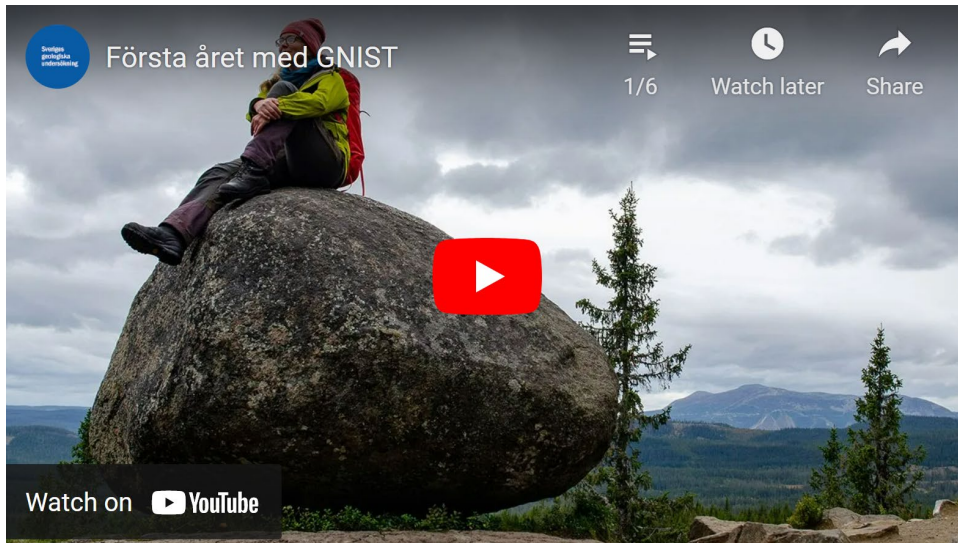 Sveriges
geologiska
undersökning
Första året med GNIST
1/6
Watch later
Share
Watch on YouTube